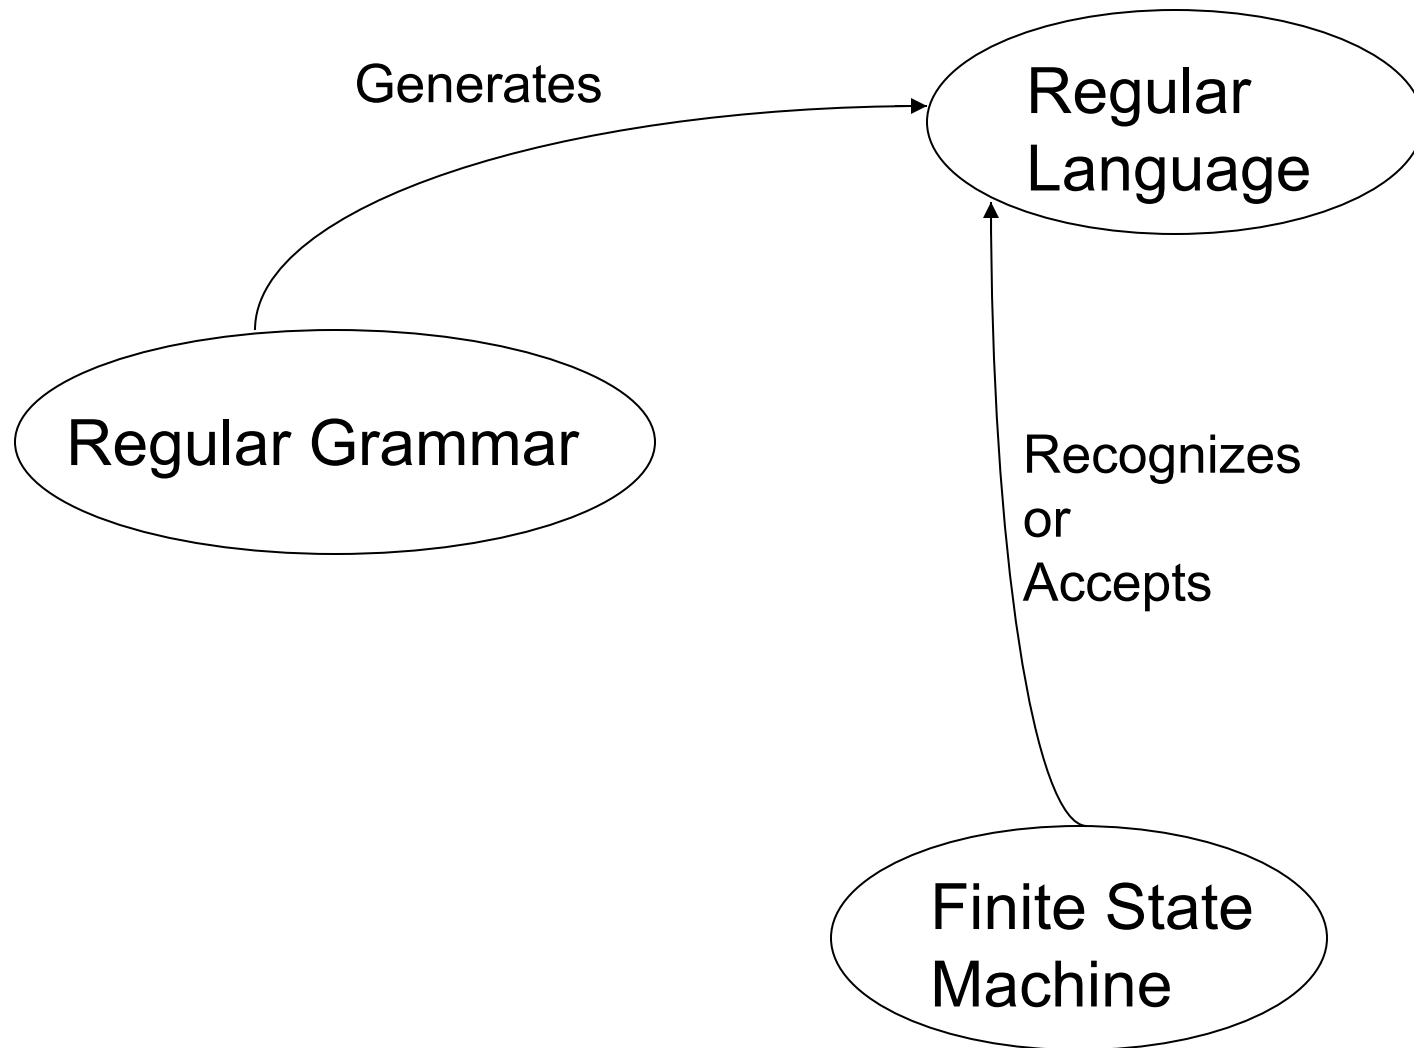 Generates
Regular
Language
Regular Grammar
Recognizes
or
Accepts
Finite State
Machine